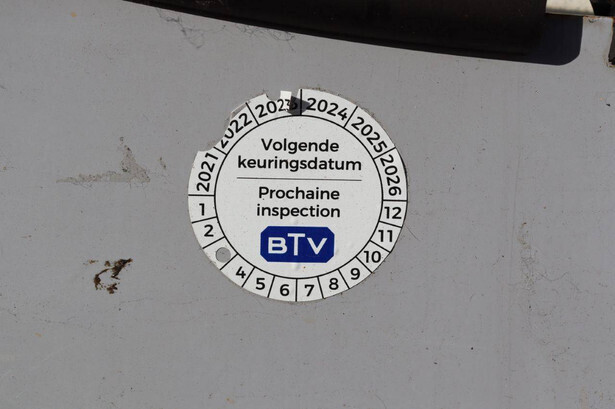 2021 2022 2023 2024 2025 2026
Volgende
keuringsdatum
Prochaine
inspection
BTV
1 2 4 5 6 7 8 9 10 11 12